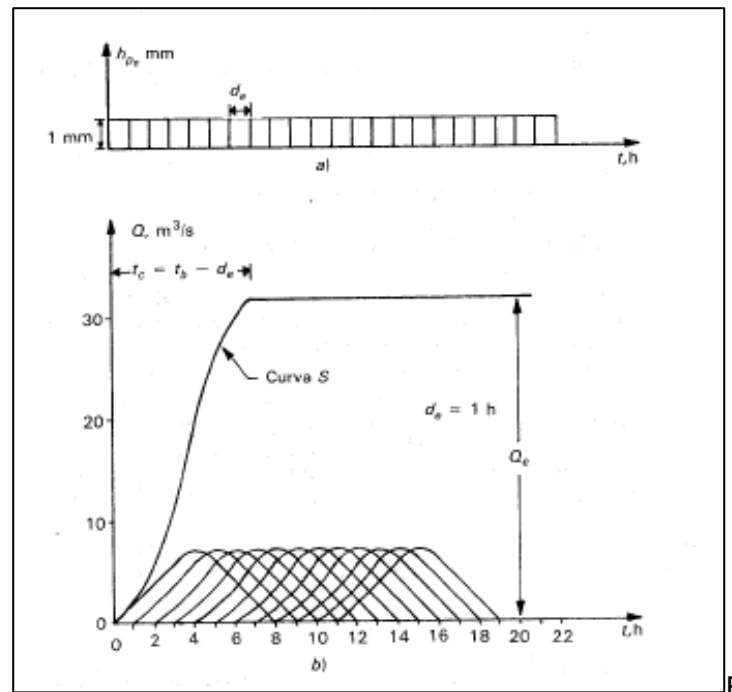 h_pe, mm
d_e
1 mm
t,h
a)
Q, m³/s
t_c = t_b − d_e
30
Curva S
20
d_e = 1 h
Q_e
10
0
0 2 4 6 8 10 12 14 16 18 20 22
t,h
b)